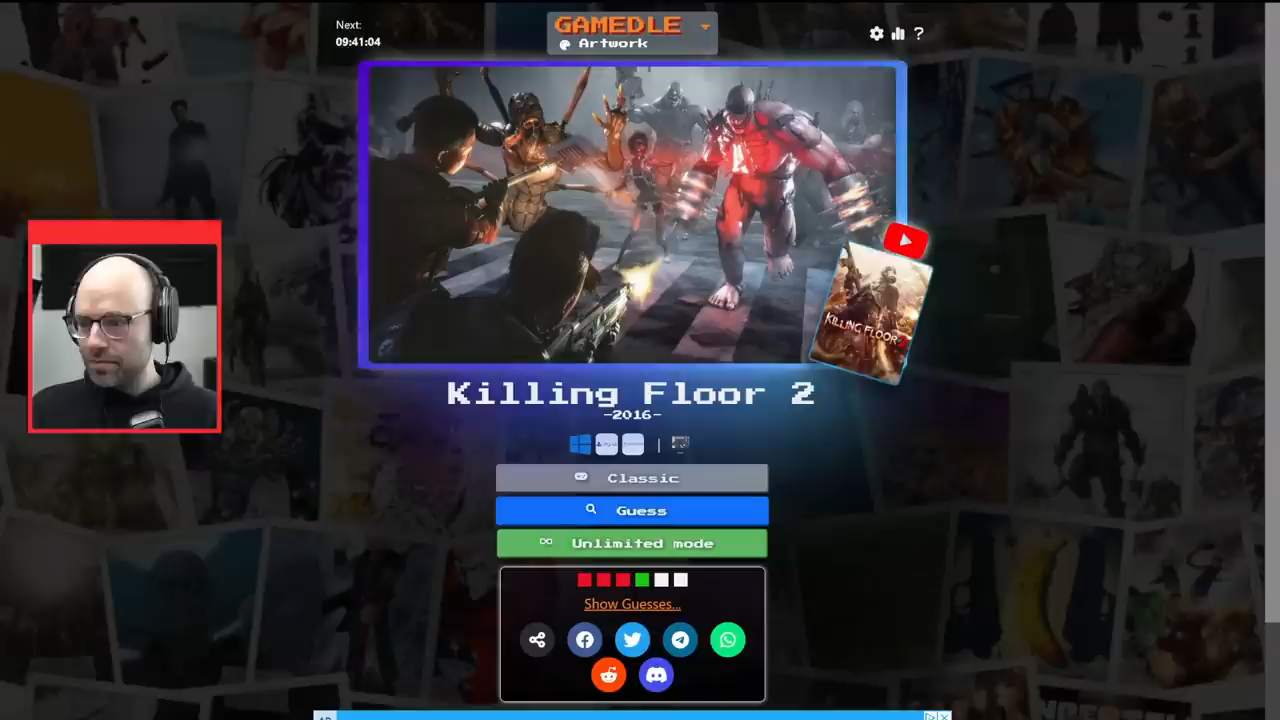 Next:
09:41:04
GAMEDLE
Artwork
?
KILLING FLOOR 2
Killing Floor 2
-2016-
Classic
Guess
Unlimited mode
Show Guesses...